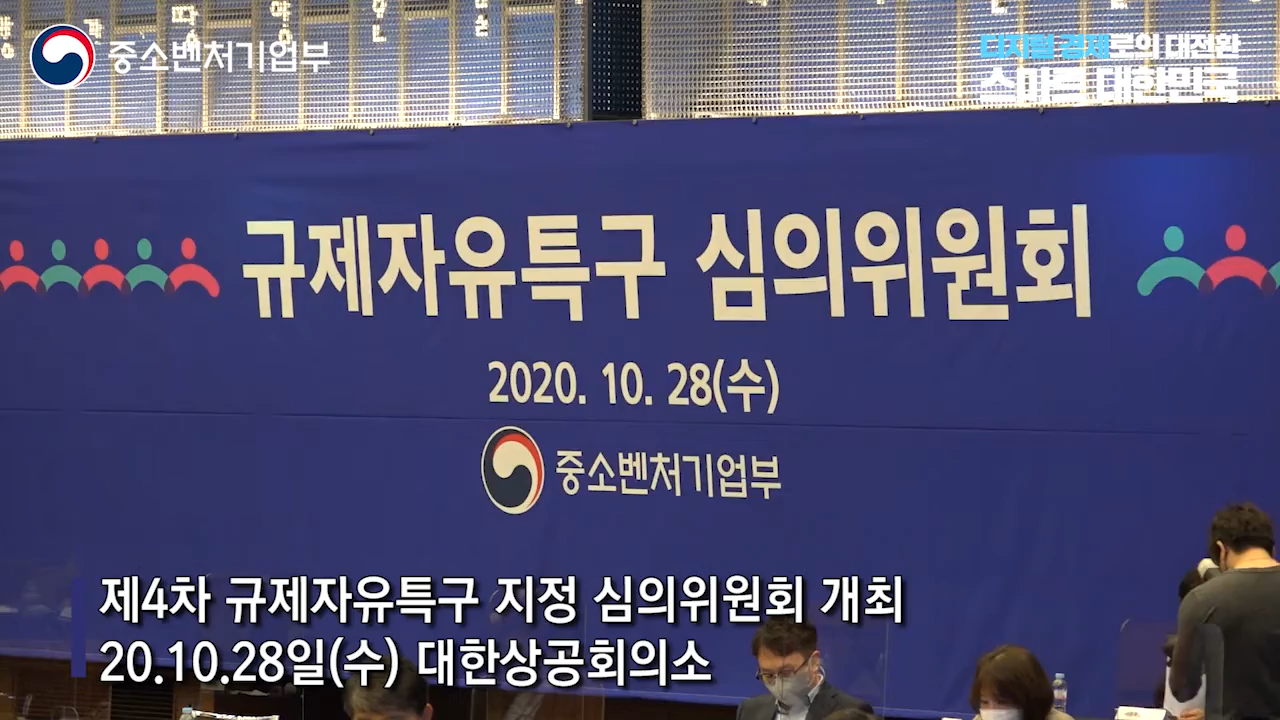 중소벤처기업부
디지털 경제로의 대전환
스마트 대한민국
규제자유특구 심의위원회
2020. 10. 28(수)
중소벤처기업부
제4차 규제자유특구 지정 심의위원회 개최
20.10.28일(수) 대한상공회의소